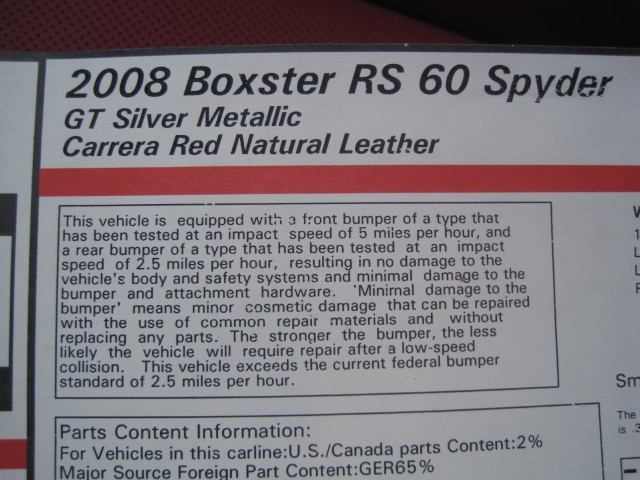 2008 Boxster RS 60 Spyder
GT Silver Metallic
Carrera Red Natural Leather
This vehicle is equipped with a front bumper of a type that
has been tested at an impact speed of 5 miles per hour, and
a rear bumper of a type that has been tested at an impact
speed of 2.5 miles per hour, resulting in no damage to the
vehicle's body and safety systems and minimal damage to the
bumper and attachment hardware. 'Minimal damage to the
bumper' means minor cosmetic damage that can be repaired
with the use of common repair materials and without
replacing any parts. The stronger the bumper, the less
likely the vehicle will require repair after a low-speed
collision. This vehicle exceeds the current federal bumper
standard of 2.5 miles per hour.
Parts Content Information:
For Vehicles in this carline:U.S./Canada parts Content:2%
Major Source Foreign Part Content:GER65%
The
is